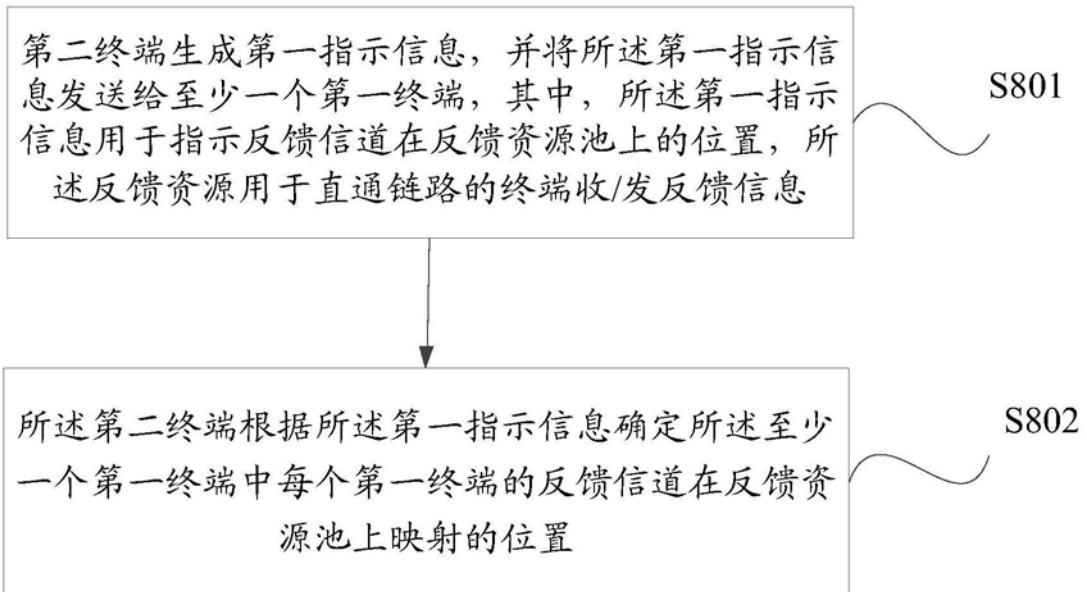 第二终端生成第一指示信息，并将所述第一指示信
息发送给至少一个第一终端，其中，所述第一指示
信息用于指示反馈信道在反馈资源池上的位置，所
述反馈资源用于直通链路的终端收/发反馈信息
S801
所述第二终端根据所述第一指示信息确定所述至少
一个第一终端中每个第一终端的反馈信道在反馈资
源池上映射的位置
S802